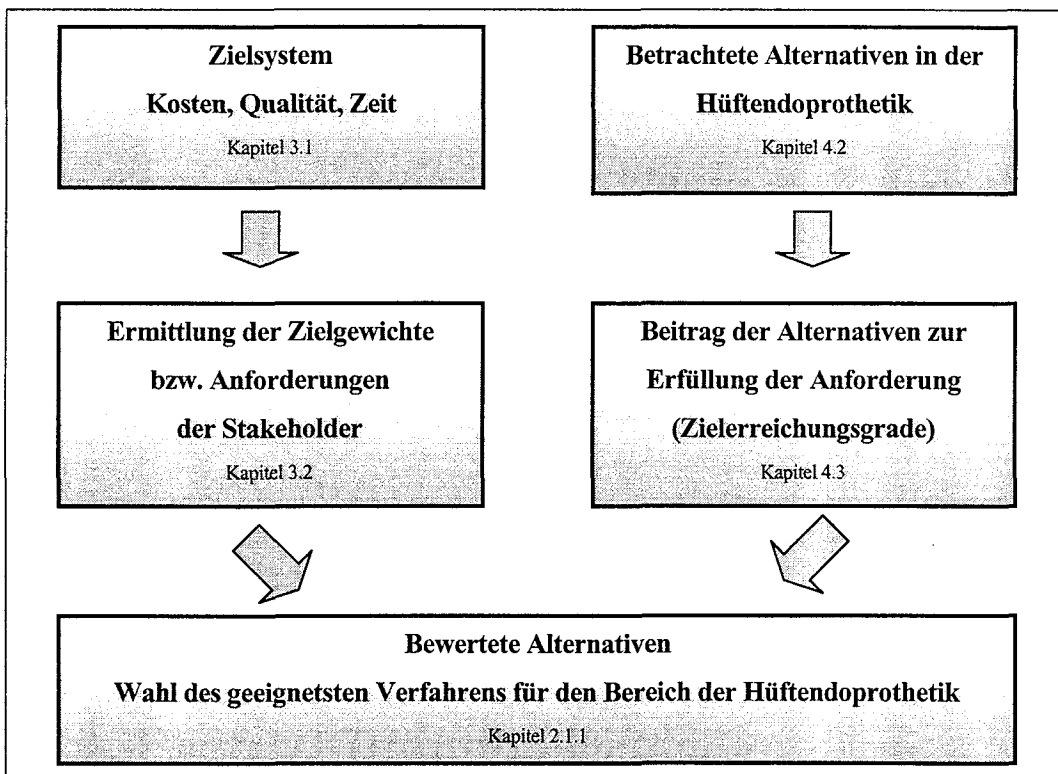 Zielsystem
Kosten, Qualität, Zeit
Kapitel 3.1
Betrachtete Alternativen in der
Hüftendoprothetik
Kapitel 4.2
Ermittlung der Zielgewichte
bzw. Anforderungen
der Stakeholder
Kapitel 3.2
Beitrag der Alternativen zur
Erfüllung der Anforderung
(Zielerreichungsgrade)
Kapitel 4.3
Bewertete Alternativen
Wahl des geeignetsten Verfahrens für den Bereich der Hüftendoprothetik
Kapitel 2.1.1